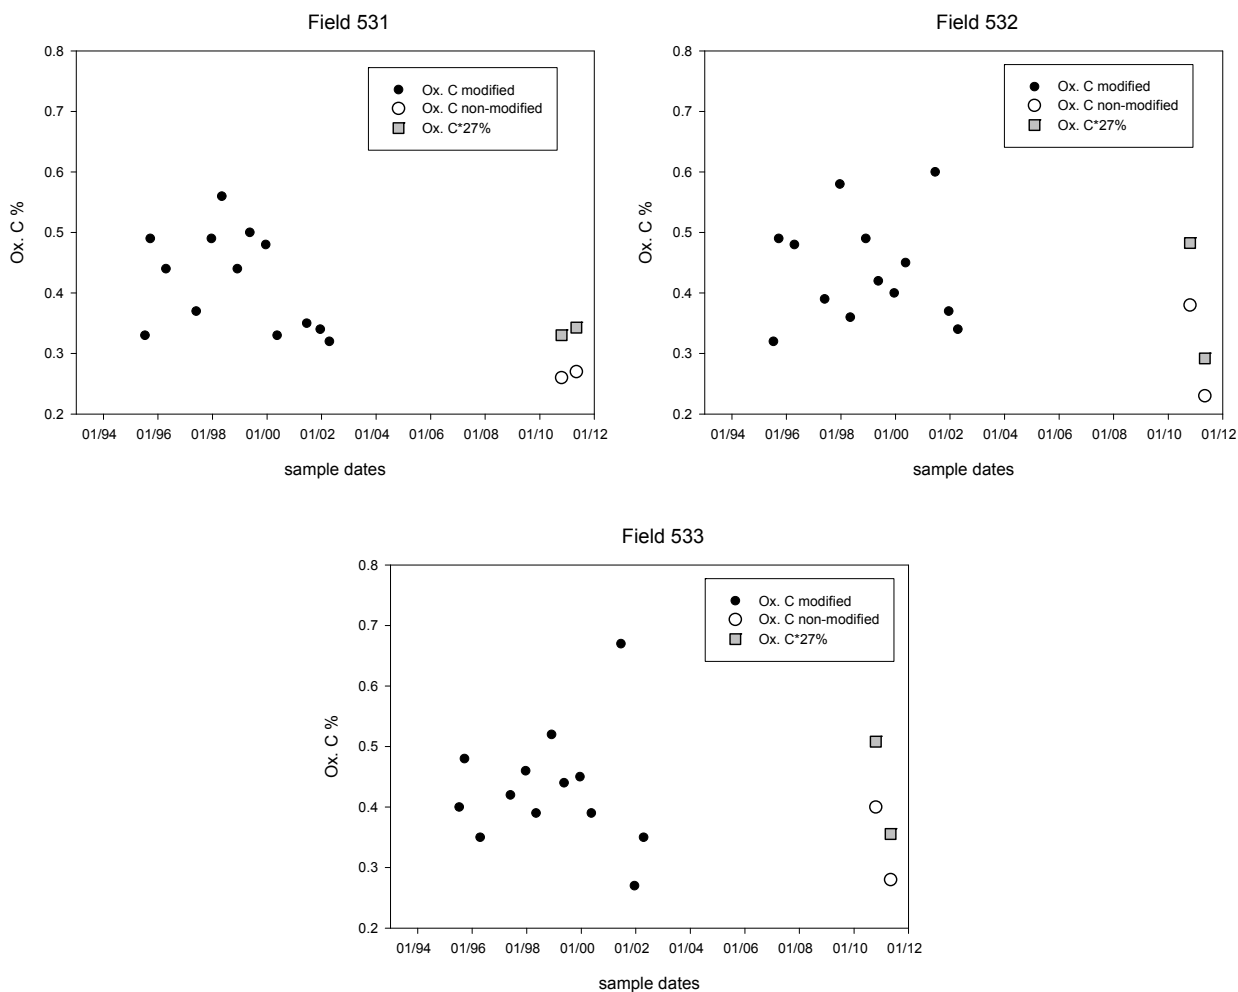 Field 531
0.8
0.7
0.6
0.5
0.4
0.3
0.2
Ox. C %
Ox. C modified
Ox. C non-modified
Ox. C*27%
01/94 01/96 01/98 01/00 01/02 01/04 01/06 01/08 01/10 01/12
sample dates
Field 532
0.8
0.7
0.6
0.5
0.4
0.3
0.2
Ox. C %
Ox. C modified
Ox. C non-modified
Ox. C*27%
01/94 01/96 01/98 01/00 01/02 01/04 01/06 01/08 01/10 01/12
sample dates
Field 533
0.8
0.7
0.6
0.5
0.4
0.3
0.2
Ox. C %
Ox. C modified
Ox. C non-modified
Ox. C*27%
01/94 01/96 01/98 01/00 01/02 01/04 01/06 01/08 01/10 01/12
sample dates